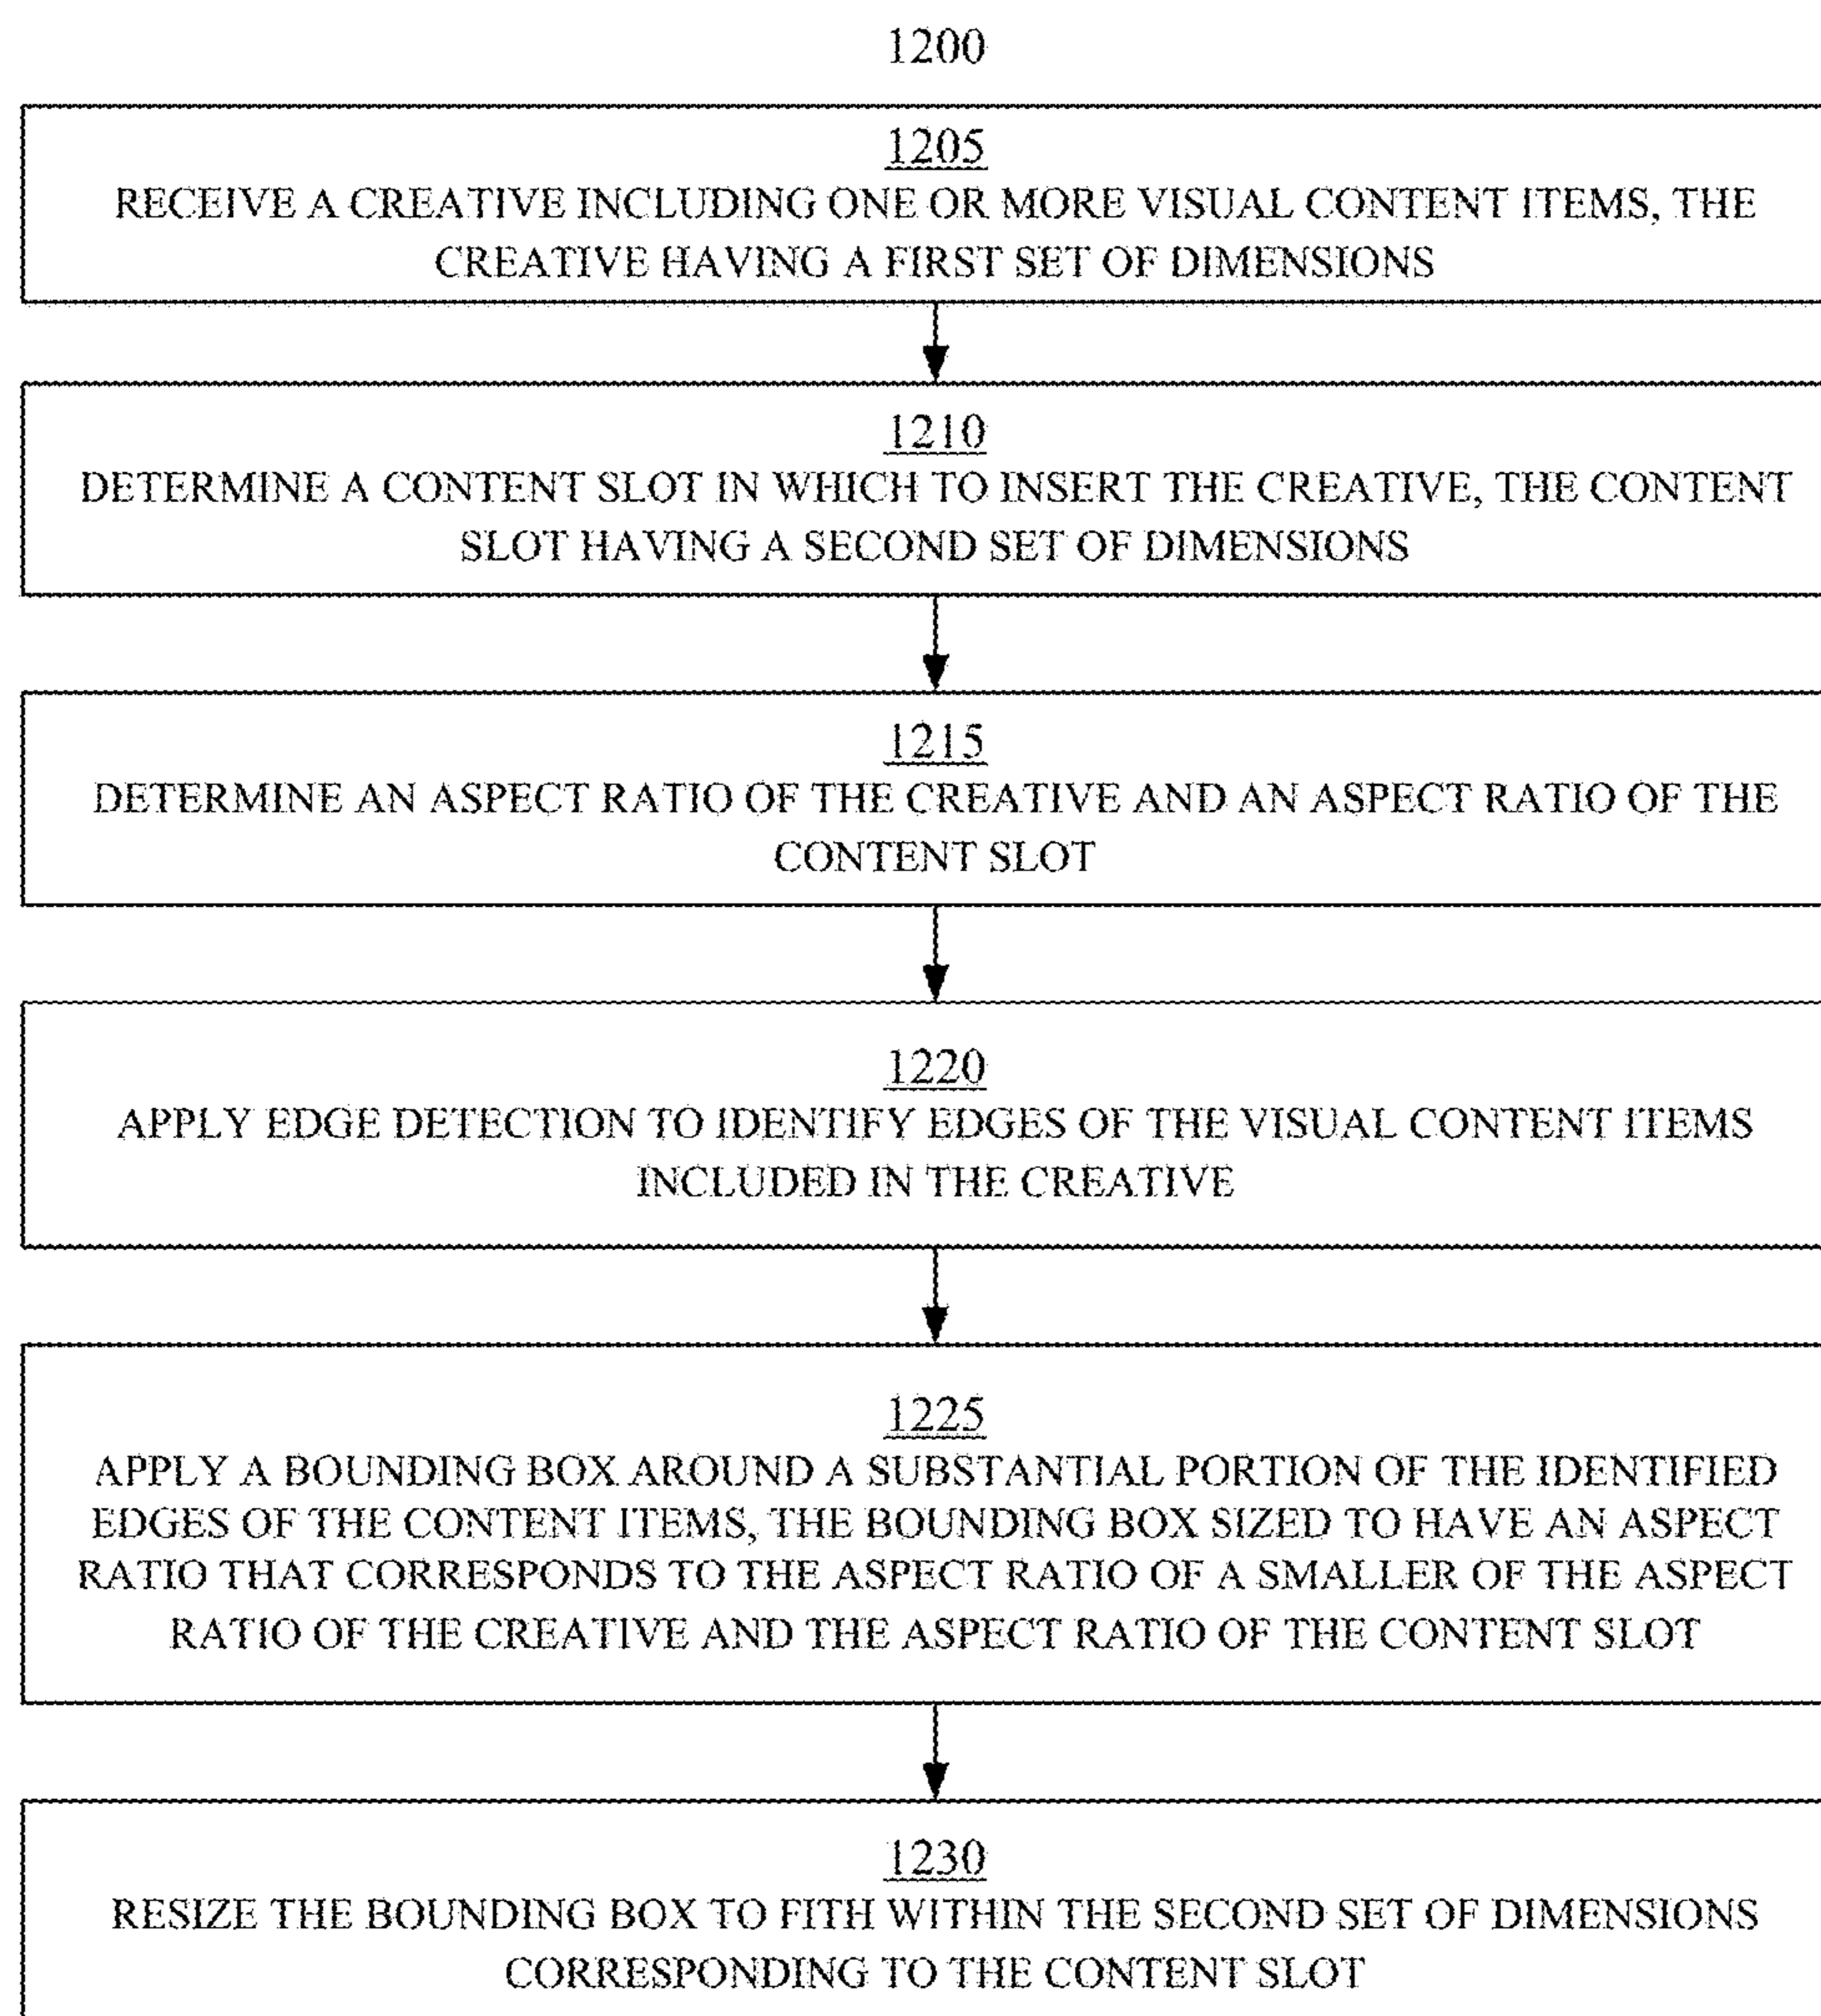 1200
1205
RECEIVE A CREATIVE INCLUDING ONE OR MORE VISUAL CONTENT ITEMS, THE
CREATIVE HAVING A FIRST SET OF DIMENSIONS
1210
DETERMINE A CONTENT SLOT IN WHICH TO INSERT THE CREATIVE, THE CONTENT
SLOT HAVING A SECOND SET OF DIMENSIONS
1215
DETERMINE AN ASPECT RATIO OF THE CREATIVE AND AN ASPECT RATIO OF THE
CONTENT SLOT
1220
APPLY EDGE DETECTION TO IDENTIFY EDGES OF THE VISUAL CONTENT ITEMS
INCLUDED IN THE CREATIVE
1225
APPLY A BOUNDING BOX AROUND A SUBSTANTIAL PORTION OF THE IDENTIFIED
EDGES OF THE CONTENT ITEMS, THE BOUNDING BOX SIZED TO HAVE AN ASPECT
RATIO THAT CORRESPONDS TO THE ASPECT RATIO OF A SMALLER OF THE ASPECT
RATIO OF THE CREATIVE AND THE ASPECT RATIO OF THE CONTENT SLOT
1230
RESIZE THE BOUNDING BOX TO FITH WITHIN THE SECOND SET OF DIMENSIONS
CORRESPONDING TO THE CONTENT SLOT